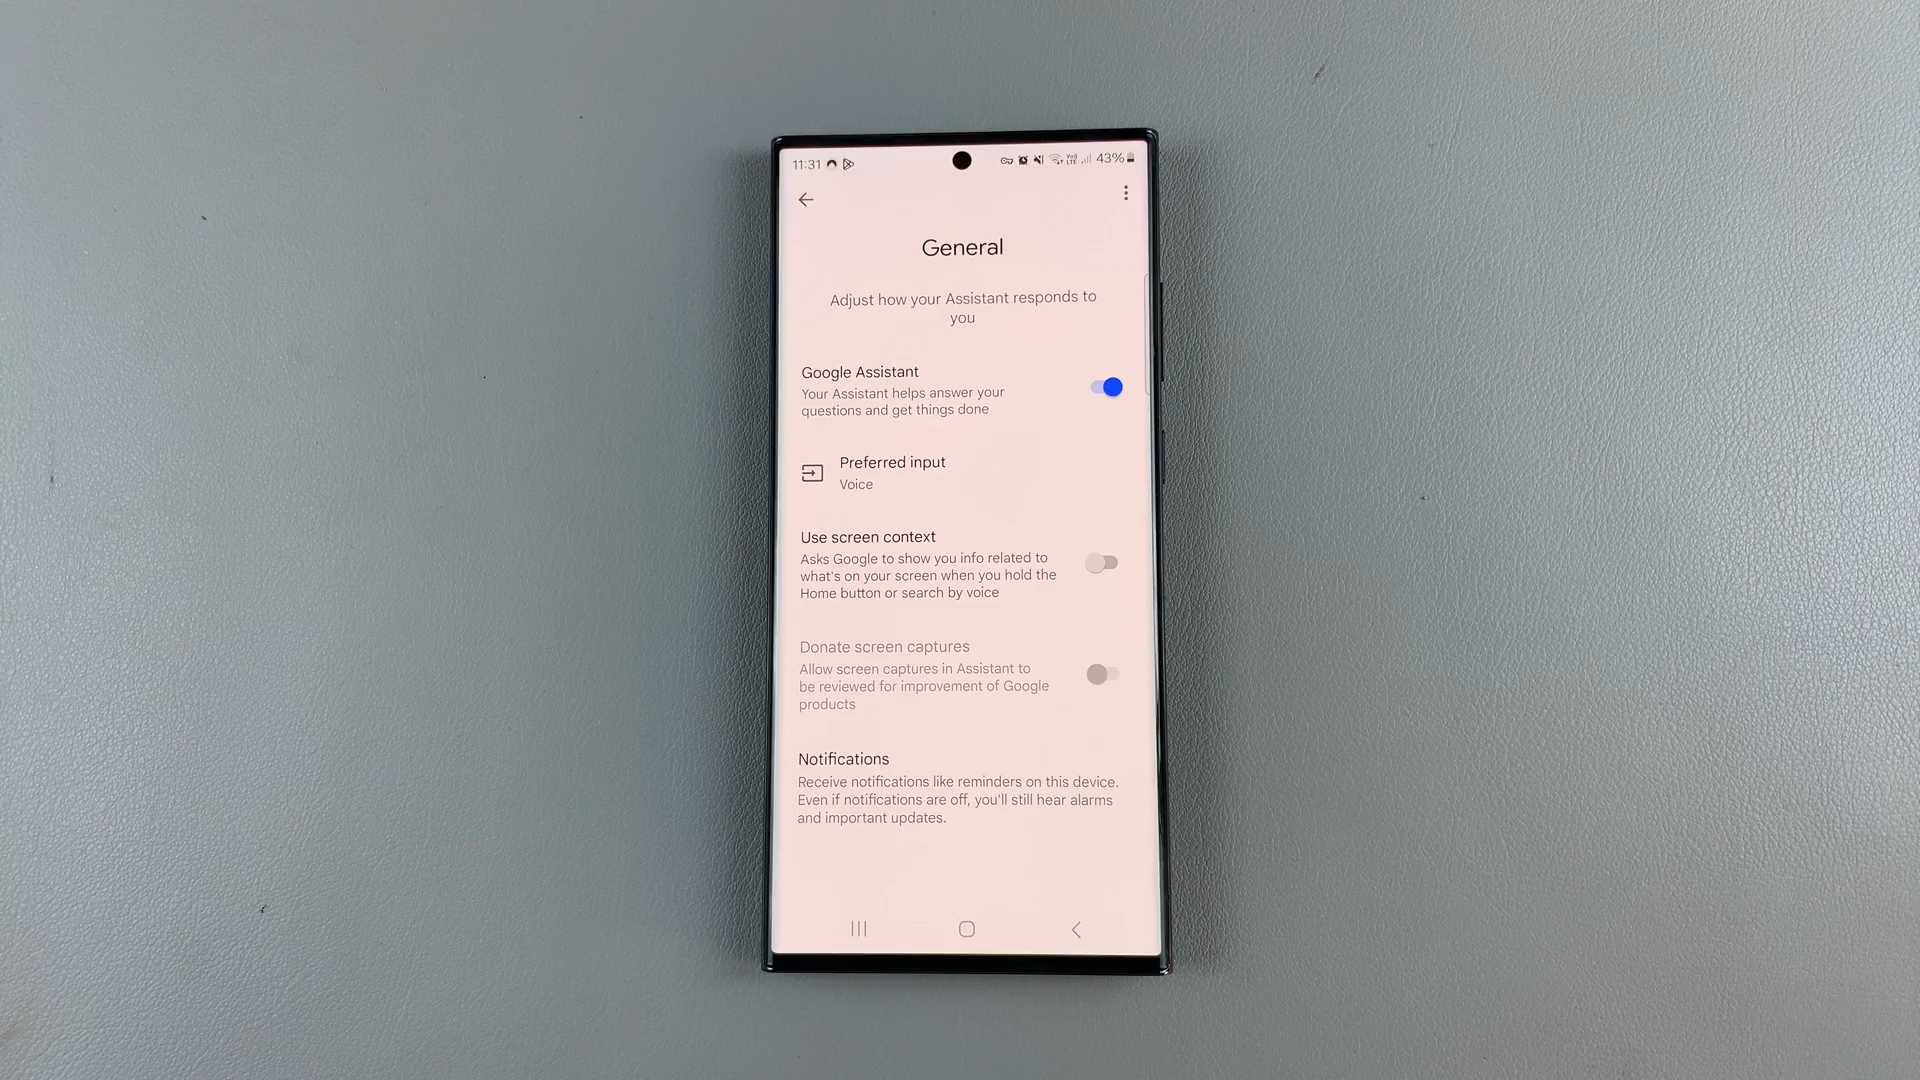 11:31 43%
General
Adjust how your Assistant responds to
you
Google Assistant
Your Assistant helps answer your
questions and get things done
Preferred input
Voice
Use screen context
Asks Google to show you info related to
what's on your screen when you hold the
Home button or search by voice
Donate screen captures
Allow screen captures in Assistant to
be reviewed for improvement of Google
products
Notifications
Receive notifications like reminders on this device.
Even if notifications are off, you'll still hear alarms
and important updates.